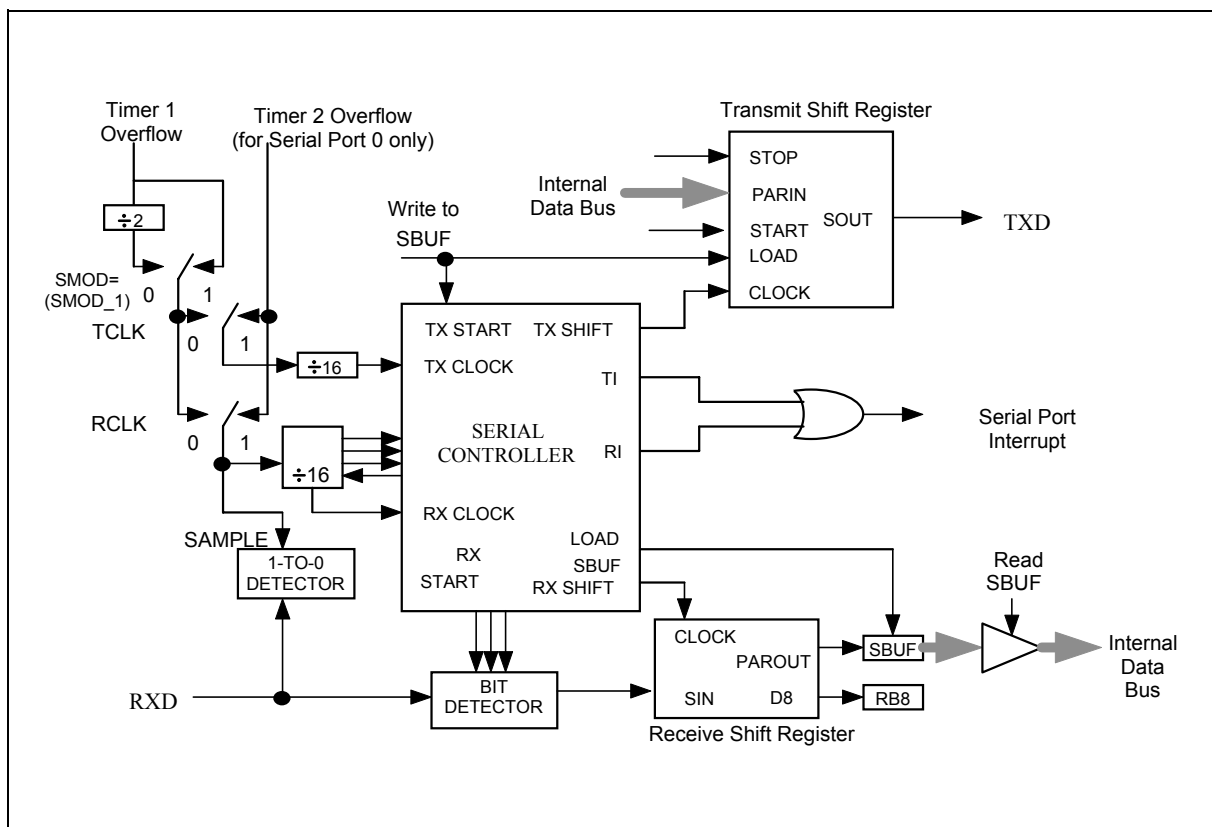 Timer 1
Overflow
Timer 2 Overflow
(for Serial Port 0 only)
Transmit Shift Register
÷2
Write to
SBUF
Internal
Data Bus
STOP
PARIN
SOUT
START
LOAD
CLOCK
TXD
SMOD=
(SMOD_1)
0
1
TCLK
0
1
÷16
RCLK
0
1
÷16
TX START
TX SHIFT
TX CLOCK
TI
SERIAL
CONTROLLER
RI
RX CLOCK
LOAD
SBUF
RX
START
RX SHIFT
Serial Port
Interrupt
SAMPLE
1-TO-0
DETECTOR
RXD
BIT
DETECTOR
CLOCK
PAROUT
SIN
D8
Receive Shift Register
SBUF
RB8
Read
SBUF
Internal
Data
Bus